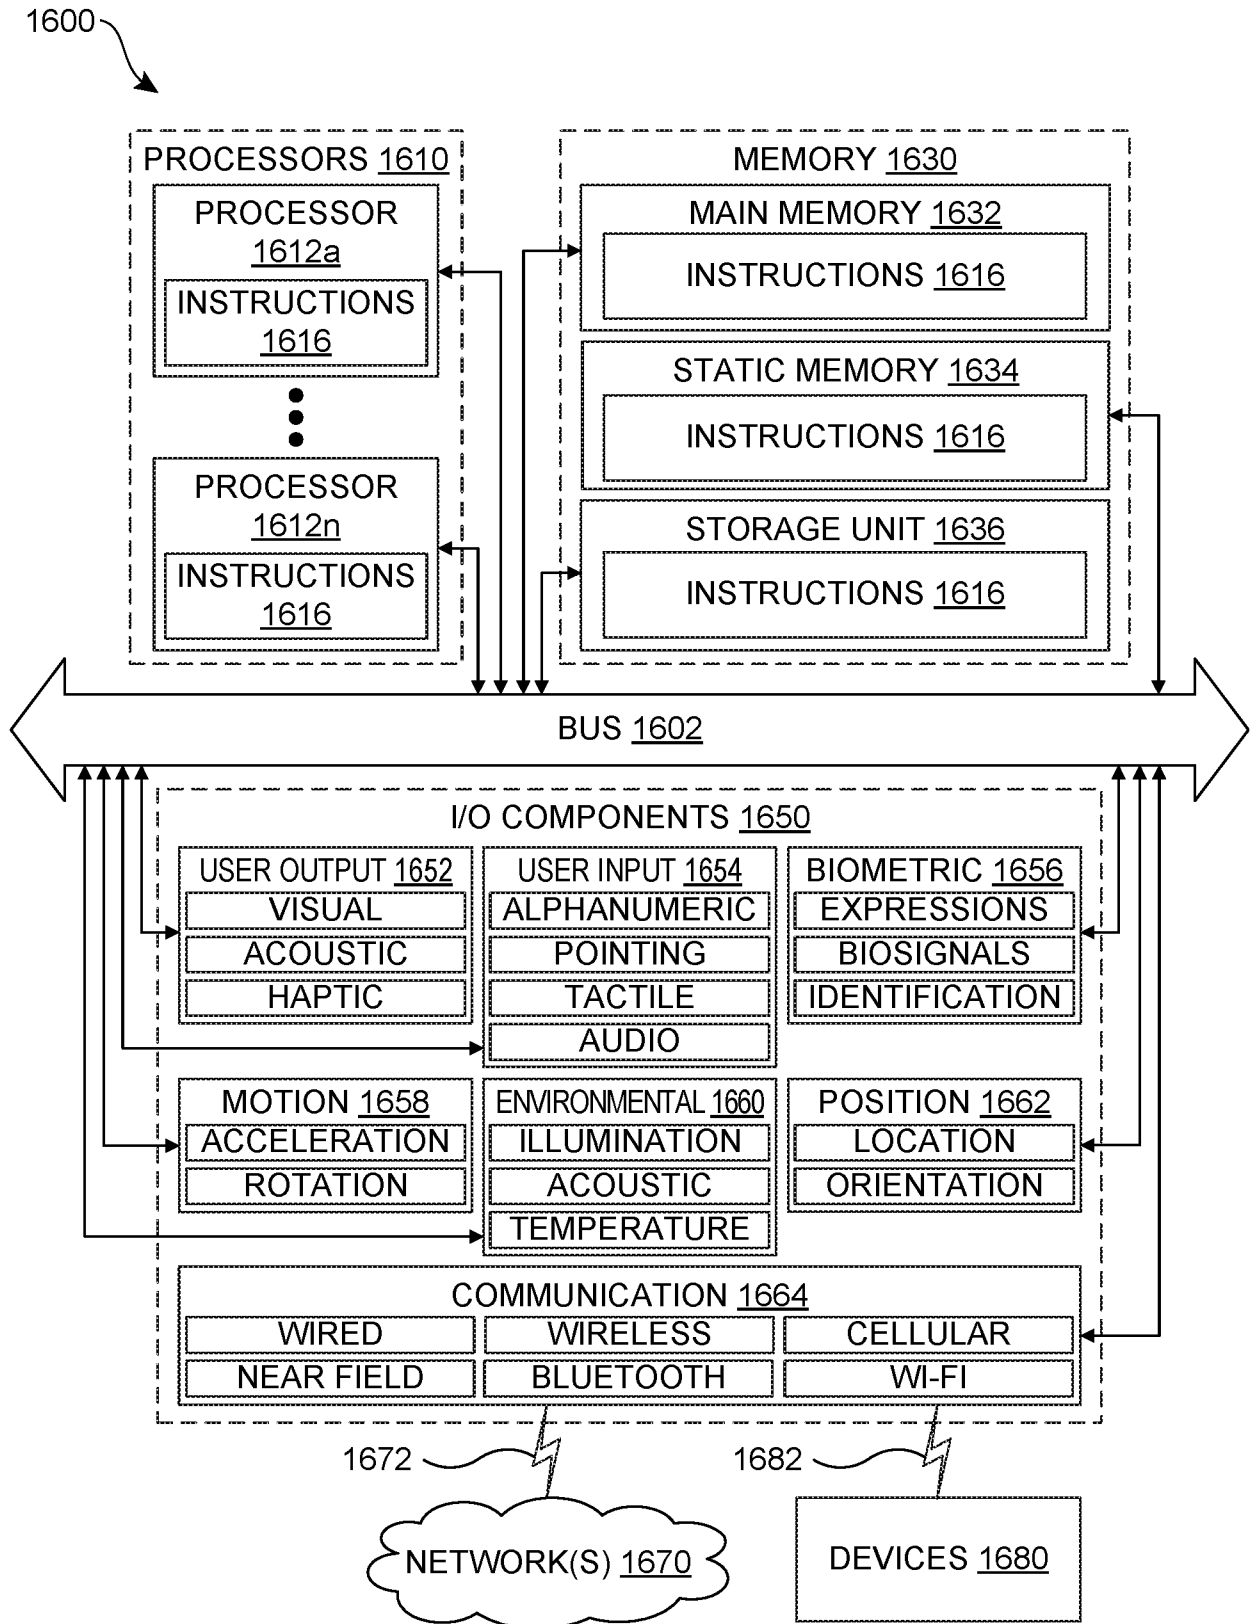 1600
PROCESSORS 1610
PROCESSOR
1612a
INSTRUCTIONS
1616
PROCESSOR
1612n
INSTRUCTIONS
1616
MEMORY 1630
MAIN MEMORY 1632
INSTRUCTIONS 1616
STATIC MEMORY 1634
INSTRUCTIONS 1616
STORAGE UNIT 1636
INSTRUCTIONS 1616
BUS 1602
I/O COMPONENTS 1650
USER OUTPUT 1652
VISUAL
ACOUSTIC
HAPTIC
USER INPUT 1654
ALPHANUMERIC
POINTING
TACTILE
AUDIO
BIOMETRIC 1656
EXPRESSIONS
BIOSIGNALS
IDENTIFICATION
MOTION 1658
ACCELERATION
ROTATION
ENVIRONMENTAL 1660
ILLUMINATION
ACOUSTIC
TEMPERATURE
POSITION 1662
LOCATION
ORIENTATION
COMMUNICATION 1664
WIRED
WIRELESS
CELLULAR
NEAR FIELD
BLUETOOTH
WI-FI
1672
1682
NETWORK(S) 1670
DEVICES 1680